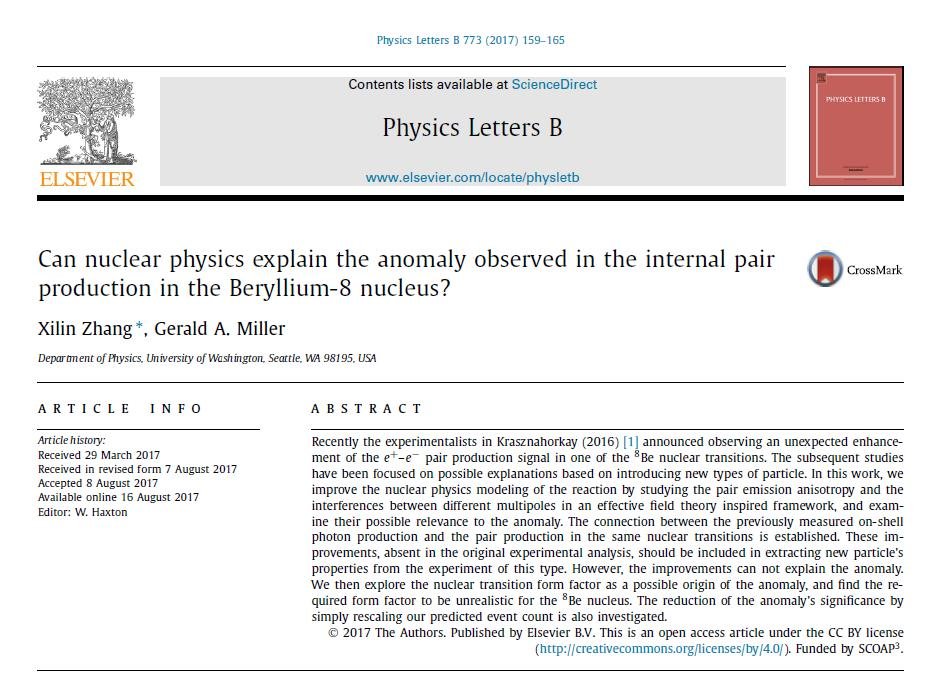 Physics Letters B 773 (2017) 159–165
Contents lists available at ScienceDirect
Physics Letters B
www.elsevier.com/locate/physletb
ELSEVIER
PHYSICS LETTERS B
Can nuclear physics explain the anomaly observed in the internal pair
production in the Beryllium-8 nucleus?
CrossMark
Xilin Zhang *, Gerald A. Miller
Department of Physics, University of Washington, Seattle, WA 98195, USA
ARTICLE INFO
Article history:
Received 29 March 2017
Received in revised form 7 August 2017
Accepted 8 August 2017
Available online 16 August 2017
Editor: W. Haxton
ABSTRACT
Recently the experimentalists in Krasznahorkay (2016) [1] announced observing an unexpected enhance-
ment of the e⁺–e⁻ pair production signal in one of the ⁸Be nuclear transitions. The subsequent studies
have been focused on possible explanations based on introducing new types of particle. In this work, we
improve the nuclear physics modeling of the reaction by studying the pair emission anisotropy and the
interferences between different multipoles in an effective field theory inspired framework, and exam-
ine their possible relevance to the anomaly. The connection between the previously measured on-shell
photon production and the pair production in the same nuclear transitions is established. These im-
provements, absent in the original experimental analysis, should be included in extracting new particle's
properties from the experiment of this type. However, the improvements can not explain the anomaly.
We then explore the nuclear transition form factor as a possible origin of the anomaly, and find the re-
quired form factor to be unrealistic for the ⁸Be nucleus. The reduction of the anomaly's significance by
simply rescaling our predicted event count is also investigated.
© 2017 The Authors. Published by Elsevier B.V. This is an open access article under the CC BY license
(http://creativecommons.org/licenses/by/4.0/). Funded by SCOAP³.